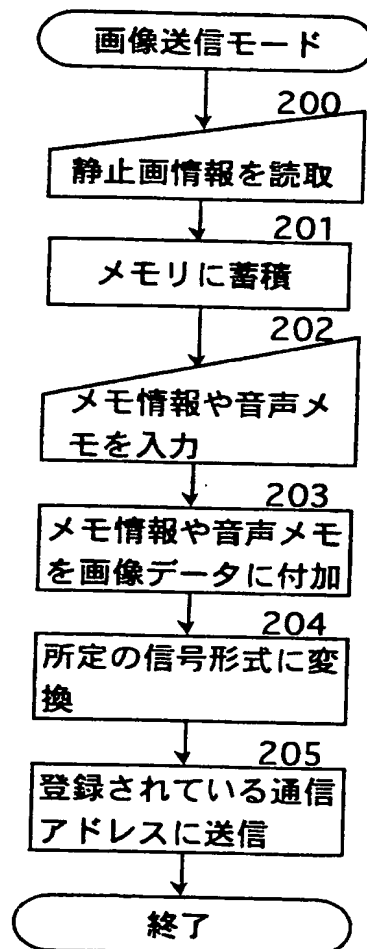 画像送信モード
200
静止画情報を読取
201
メモリに蓄積
202
メモ情報や音声メ
モを入力
203
メモ情報や音声メモ
を画像データに付加
204
所定の信号形式に変
換
205
登録されている通信
アドレスに送信
終了